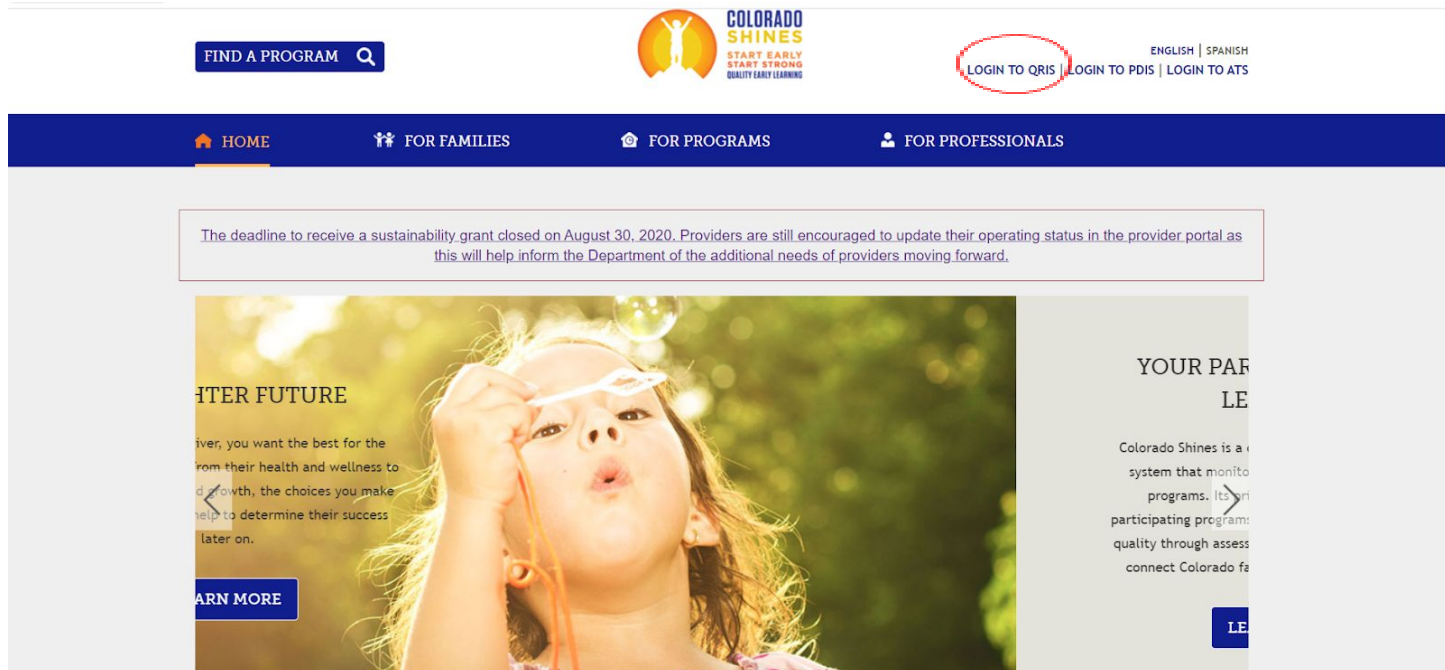 FIND A PROGRAM
COLORADO
SHINES
START EARLY
START STRONG
QUALITY EARLY LEARNING
ENGLISH | SPANISH
LOGIN TO QRIS | LOGIN TO PDIS | LOGIN TO ATS
HOME
FOR FAMILIES
FOR PROGRAMS
FOR PROFESSIONALS
The deadline to receive a sustainability grant closed on August 30, 2020. Providers are still encouraged to update their operating status in the provider portal as
this will help inform the Department of the additional needs of providers moving forward.
HTER FUTURE
iver, you want the best for the
from their health and wellness to
d growth, the choices you make
help to determine their success
later on.
ARN MORE
YOUR PAR
LE
Colorado Shines is a
system that monito
programs. Its pri
participating program
quality through assess
connect Colorado fa
LE